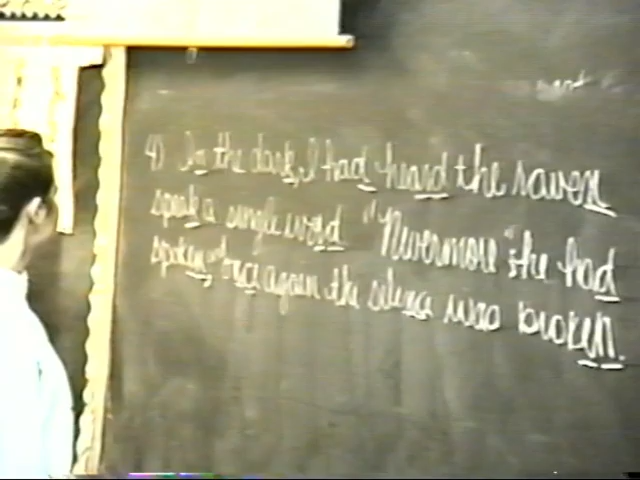 4) In the dark, I had heard the raven
speak a single word "Nevermore" he had
spoken, and once again the silence was broken.